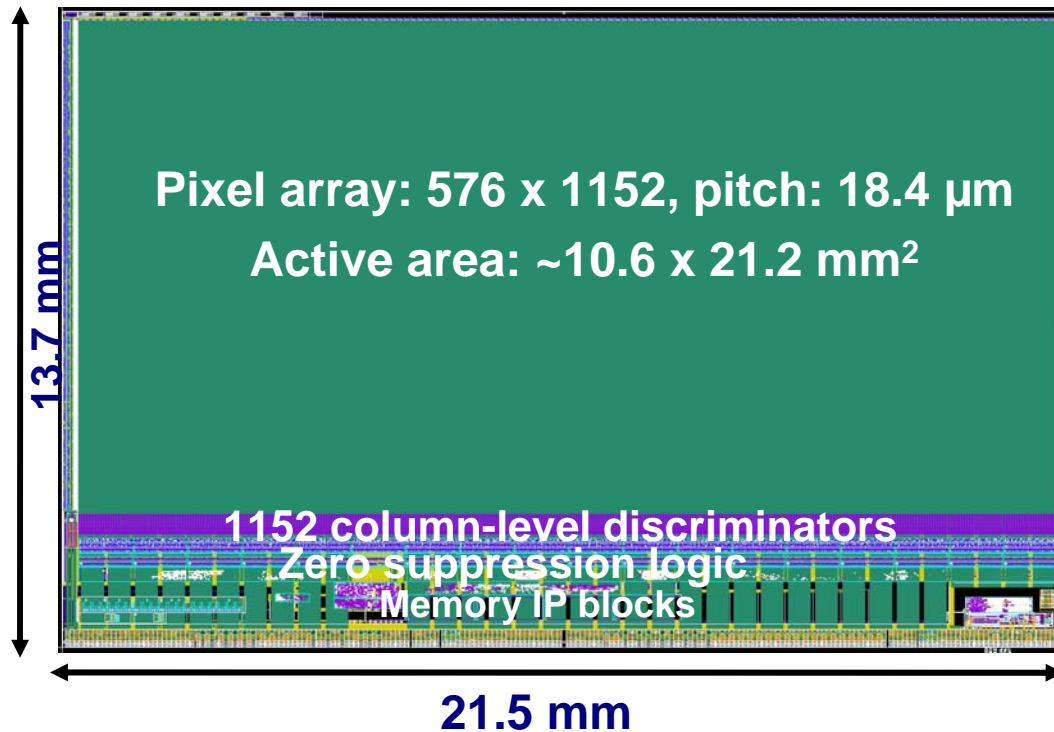 Pixel array: 576 x 1152, pitch: 18.4 µm
Active area: ~10.6 x 21.2 mm²
13.7 mm
1152 column-level discriminators
Zero suppression logic
Memory IP blocks
21.5 mm